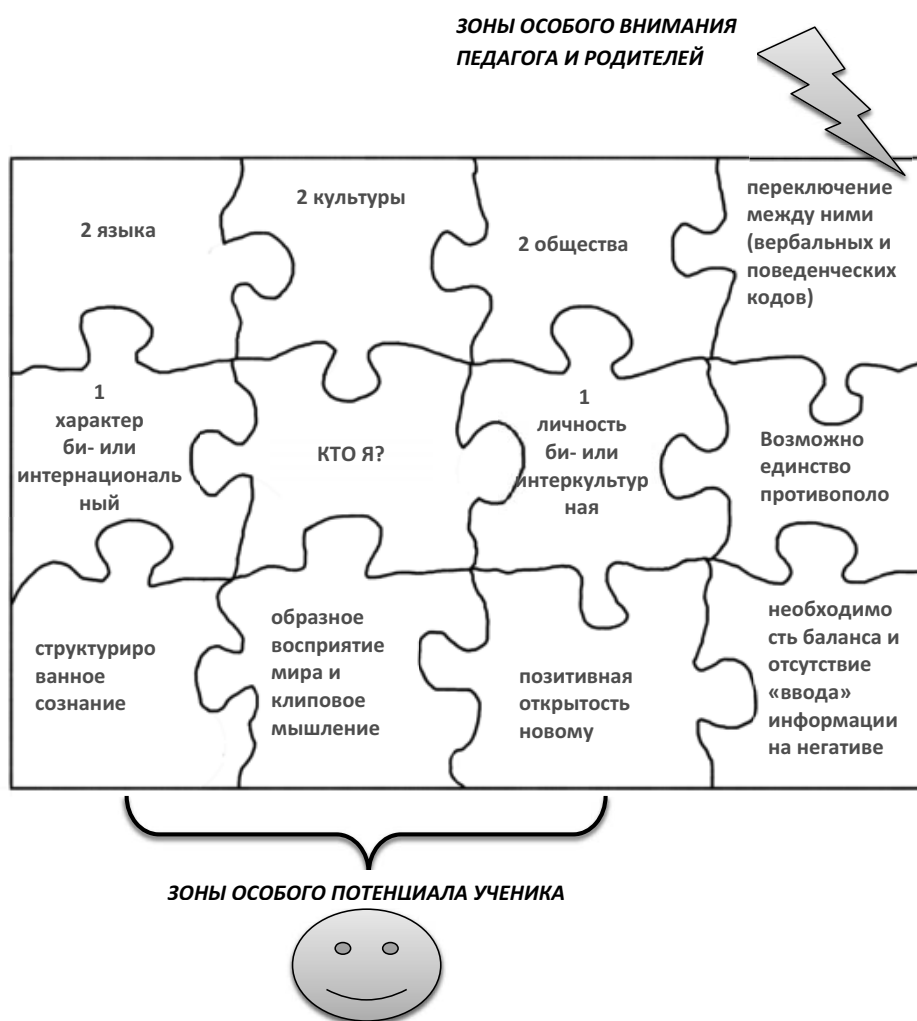 ЗОНЫ ОСОБОГО ВНИМАНИЯ
ПЕДАГОГА И РОДИТЕЛЕЙ
2 языка
2 культуры
2 общества
переключение
между ними
(вербальных и
поведенческих
кодов)
1
характер
би- или
интернациональ
ный
КТО Я?
1
личность
би- или
интеркультур
ная
Возможно
единство
противополо
структуриро
ванное
сознание
образное
восприятие
мира и
клиповое
мышление
позитивная
открытость
новому
необходимо
сть баланса и
отсутствие
«ввода»
информации
на негативе
ЗОНЫ ОСОБОГО ПОТЕНЦИАЛА УЧЕНИКА